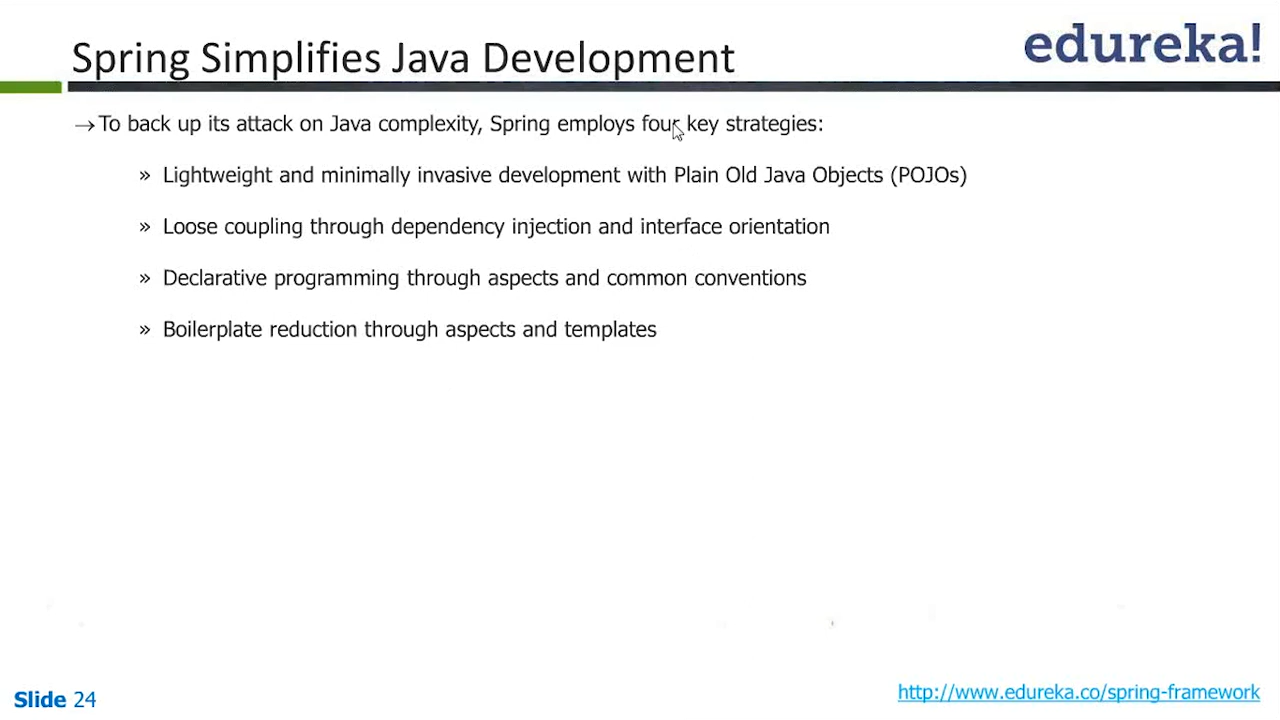 Spring Simplifies Java Development
edureka!
→To back up its attack on Java complexity, Spring employs four key strategies:
» Lightweight and minimally invasive development with Plain Old Java Objects (POJOs)
» Loose coupling through dependency injection and interface orientation
» Declarative programming through aspects and common conventions
» Boilerplate reduction through aspects and templates
Slide 24
http://www.edureka.co/spring-framework